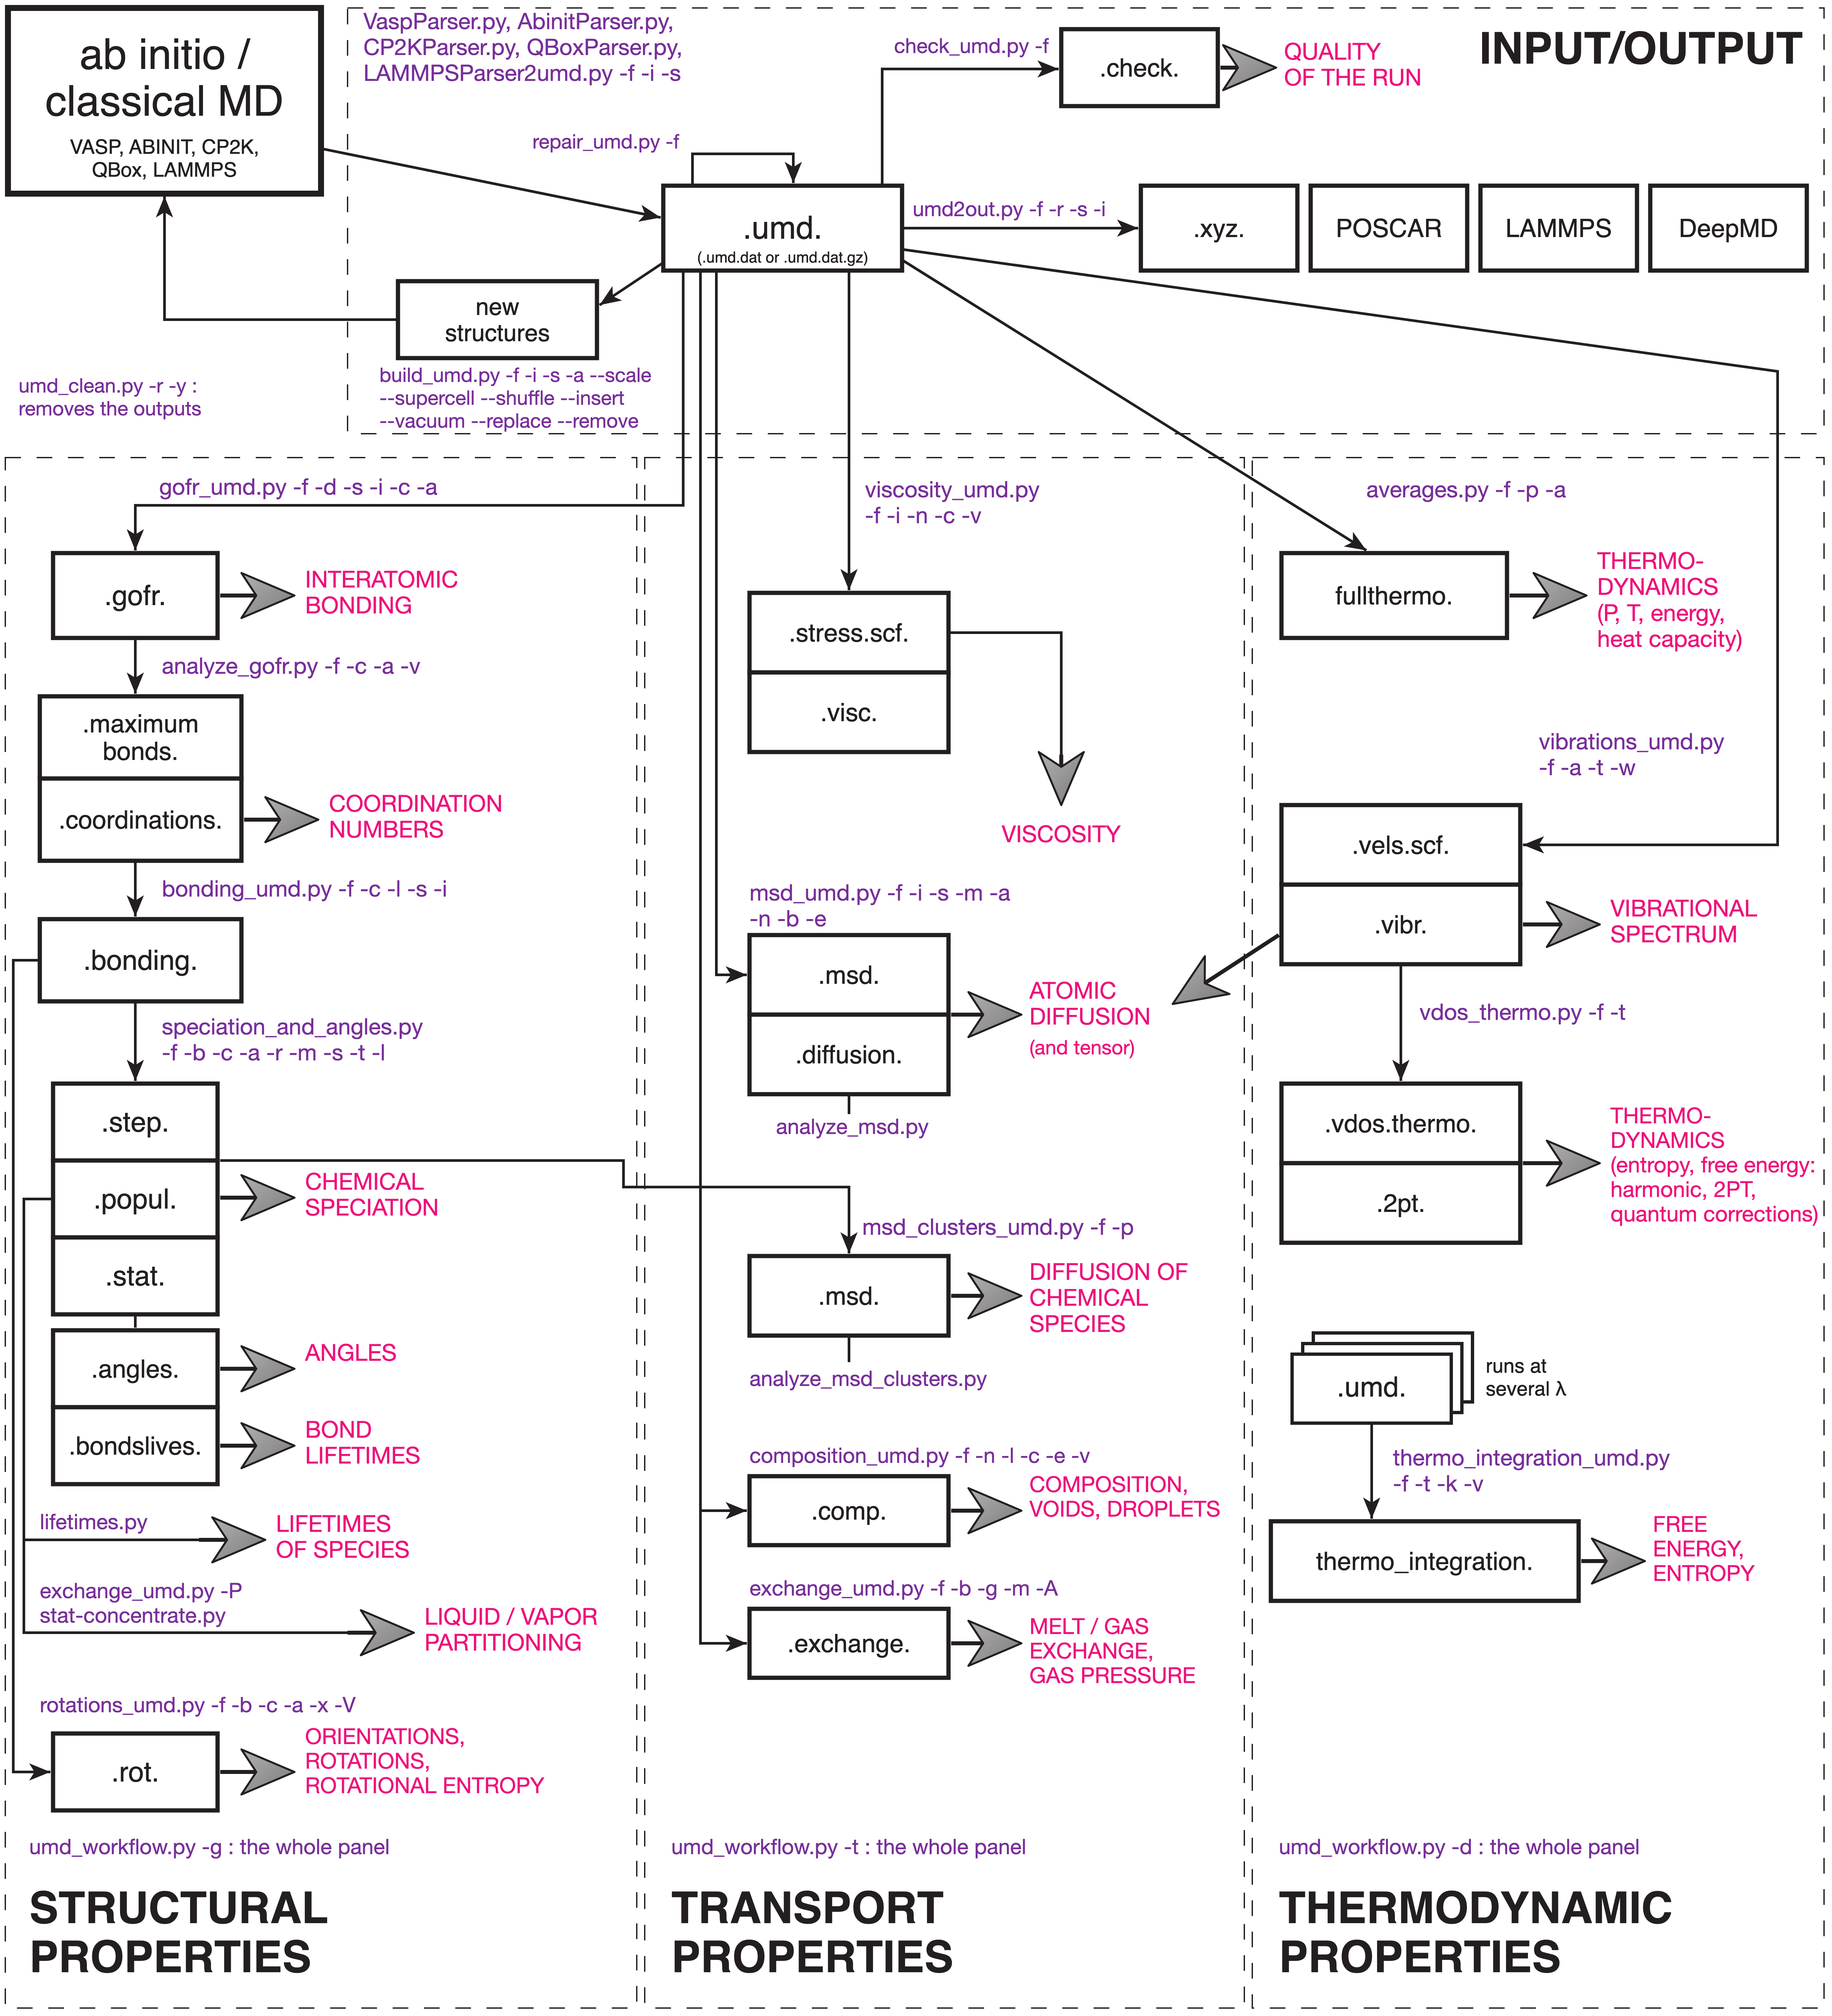 ab initio /
classical MD
VASP, ABINIT, CP2K,
QBox, LAMMPS
VaspParser.py, AbinitParser.py,
CP2KParser.py, QBoxParser.py,
LAMMPSParser2umd.py -f -i -s
check_umd.py -f
.check.
QUALITY
OF THE RUN
INPUT/OUTPUT
repair_umd.py -f
.umd.
(.umd.dat or .umd.dat.gz)
umd2out.py -f -r -s -i
.xyz.
POSCAR
LAMMPS
DeepMD
new
structures
build_umd.py -f -i -s -a --scale
--supercell --shuffle --insert
--vacuum --replace --remove
umd_clean.py -r -y :
removes the outputs
gofr_umd.py -f -d -s -i -c -a
.gofr.
INTERATOMIC
BONDING
analyze_gofr.py -f -c -a -v
.maximum
bonds.
.coordinations.
COORDINATION
NUMBERS
bonding_umd.py -f -c -l -s -i
.bonding.
speciation_and_angles.py
-f -b -c -a -r -m -s -t -l
.step.
.popul.
CHEMICAL
SPECIATION
.stat.
.angles.
ANGLES
.bondslives.
BOND
LIFETIMES
lifetimes.py
LIFETIMES
OF SPECIES
exchange_umd.py -P
stat-concentrate.py
LIQUID / VAPOR
PARTITIONING
rotations_umd.py -f -b -c -a -x -V
.rot.
ORIENTATIONS,
ROTATIONS,
ROTATIONAL ENTROPY
umd_workflow.py -g : the whole panel
STRUCTURAL
PROPERTIES
viscosity_umd.py
-f -i -n -c -v
.stress.scf.
.visc.
VISCOSITY
msd_umd.py -f -i -s -m -a
-n -b -e
.msd.
.diffusion.
ATOMIC
DIFFUSION
(and tensor)
analyze_msd.py
msd_clusters_umd.py -f -p
.msd.
DIFFUSION OF
CHEMICAL
SPECIES
analyze_msd_clusters.py
composition_umd.py -f -n -l -c -e -v
.comp.
COMPOSITION,
VOIDS, DROPLETS
exchange_umd.py -f -b -g -m -A
.exchange.
MELT / GAS
EXCHANGE,
GAS PRESSURE
umd_workflow.py -t : the whole panel
TRANSPORT
PROPERTIES
averages.py -f -p -a
fullthermo.
THERMO-
DYNAMICS
(P, T, energy,
heat capacity)
vibrations_umd.py
-f -a -t -w
.vels.scf.
.vibr.
VIBRATIONAL
SPECTRUM
vdos_thermo.py -f -t
.vdos.thermo.
.2pt.
THERMO-
DYNAMICS
(entropy, free energy:
harmonic, 2PT,
quantum corrections)
.umd.
runs at
several λ
thermo_integration_umd.py
-f -t -k -v
thermo_integration.
FREE
ENERGY,
ENTROPY
umd_workflow.py -d : the whole panel
THERMODYNAMIC
PROPERTIES